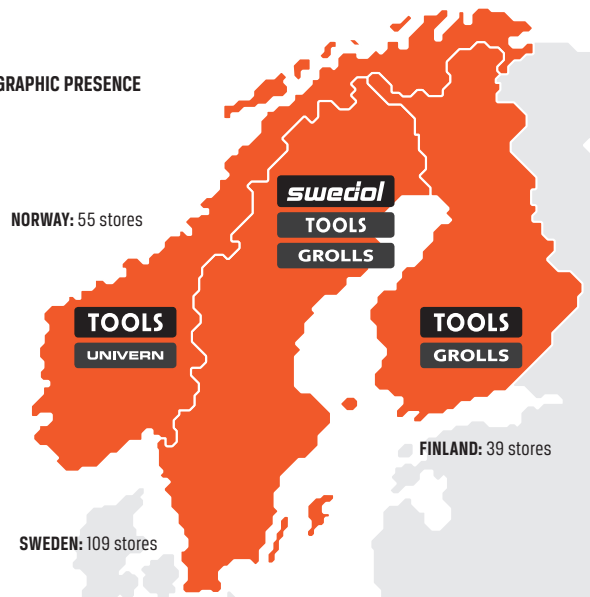 GRAPHIC PRESENCE
swedol
TOOLS
GROLLS
NORWAY: 55 stores
TOOLS
UNIVERN
TOOLS
GROLLS
FINLAND: 39 stores
SWEDEN: 109 stores